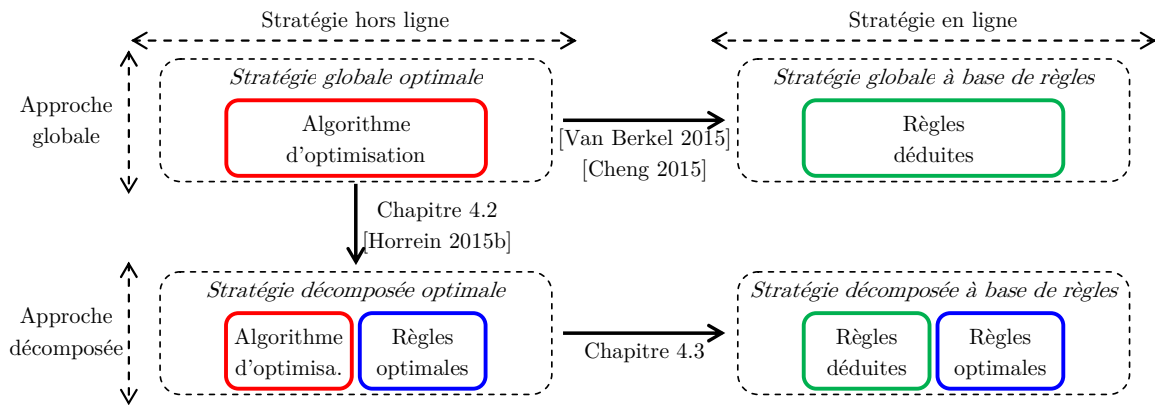 Stratégie hors ligne
Stratégie en ligne
Approche
globale
Stratégie globale optimale
Algorithme
d'optimisation
[Van Berkel 2015]
[Cheng 2015]
Stratégie globale à base de règles
Règles
déduites
Chapitre 4.2
[Horrein 2015b]
Approche
décomposée
Stratégie décomposée optimale
Algorithme
d'optimisa.
Règles
optimales
Chapitre 4.3
Stratégie décomposée à base de règles
Règles
déduites
Règles
optimales